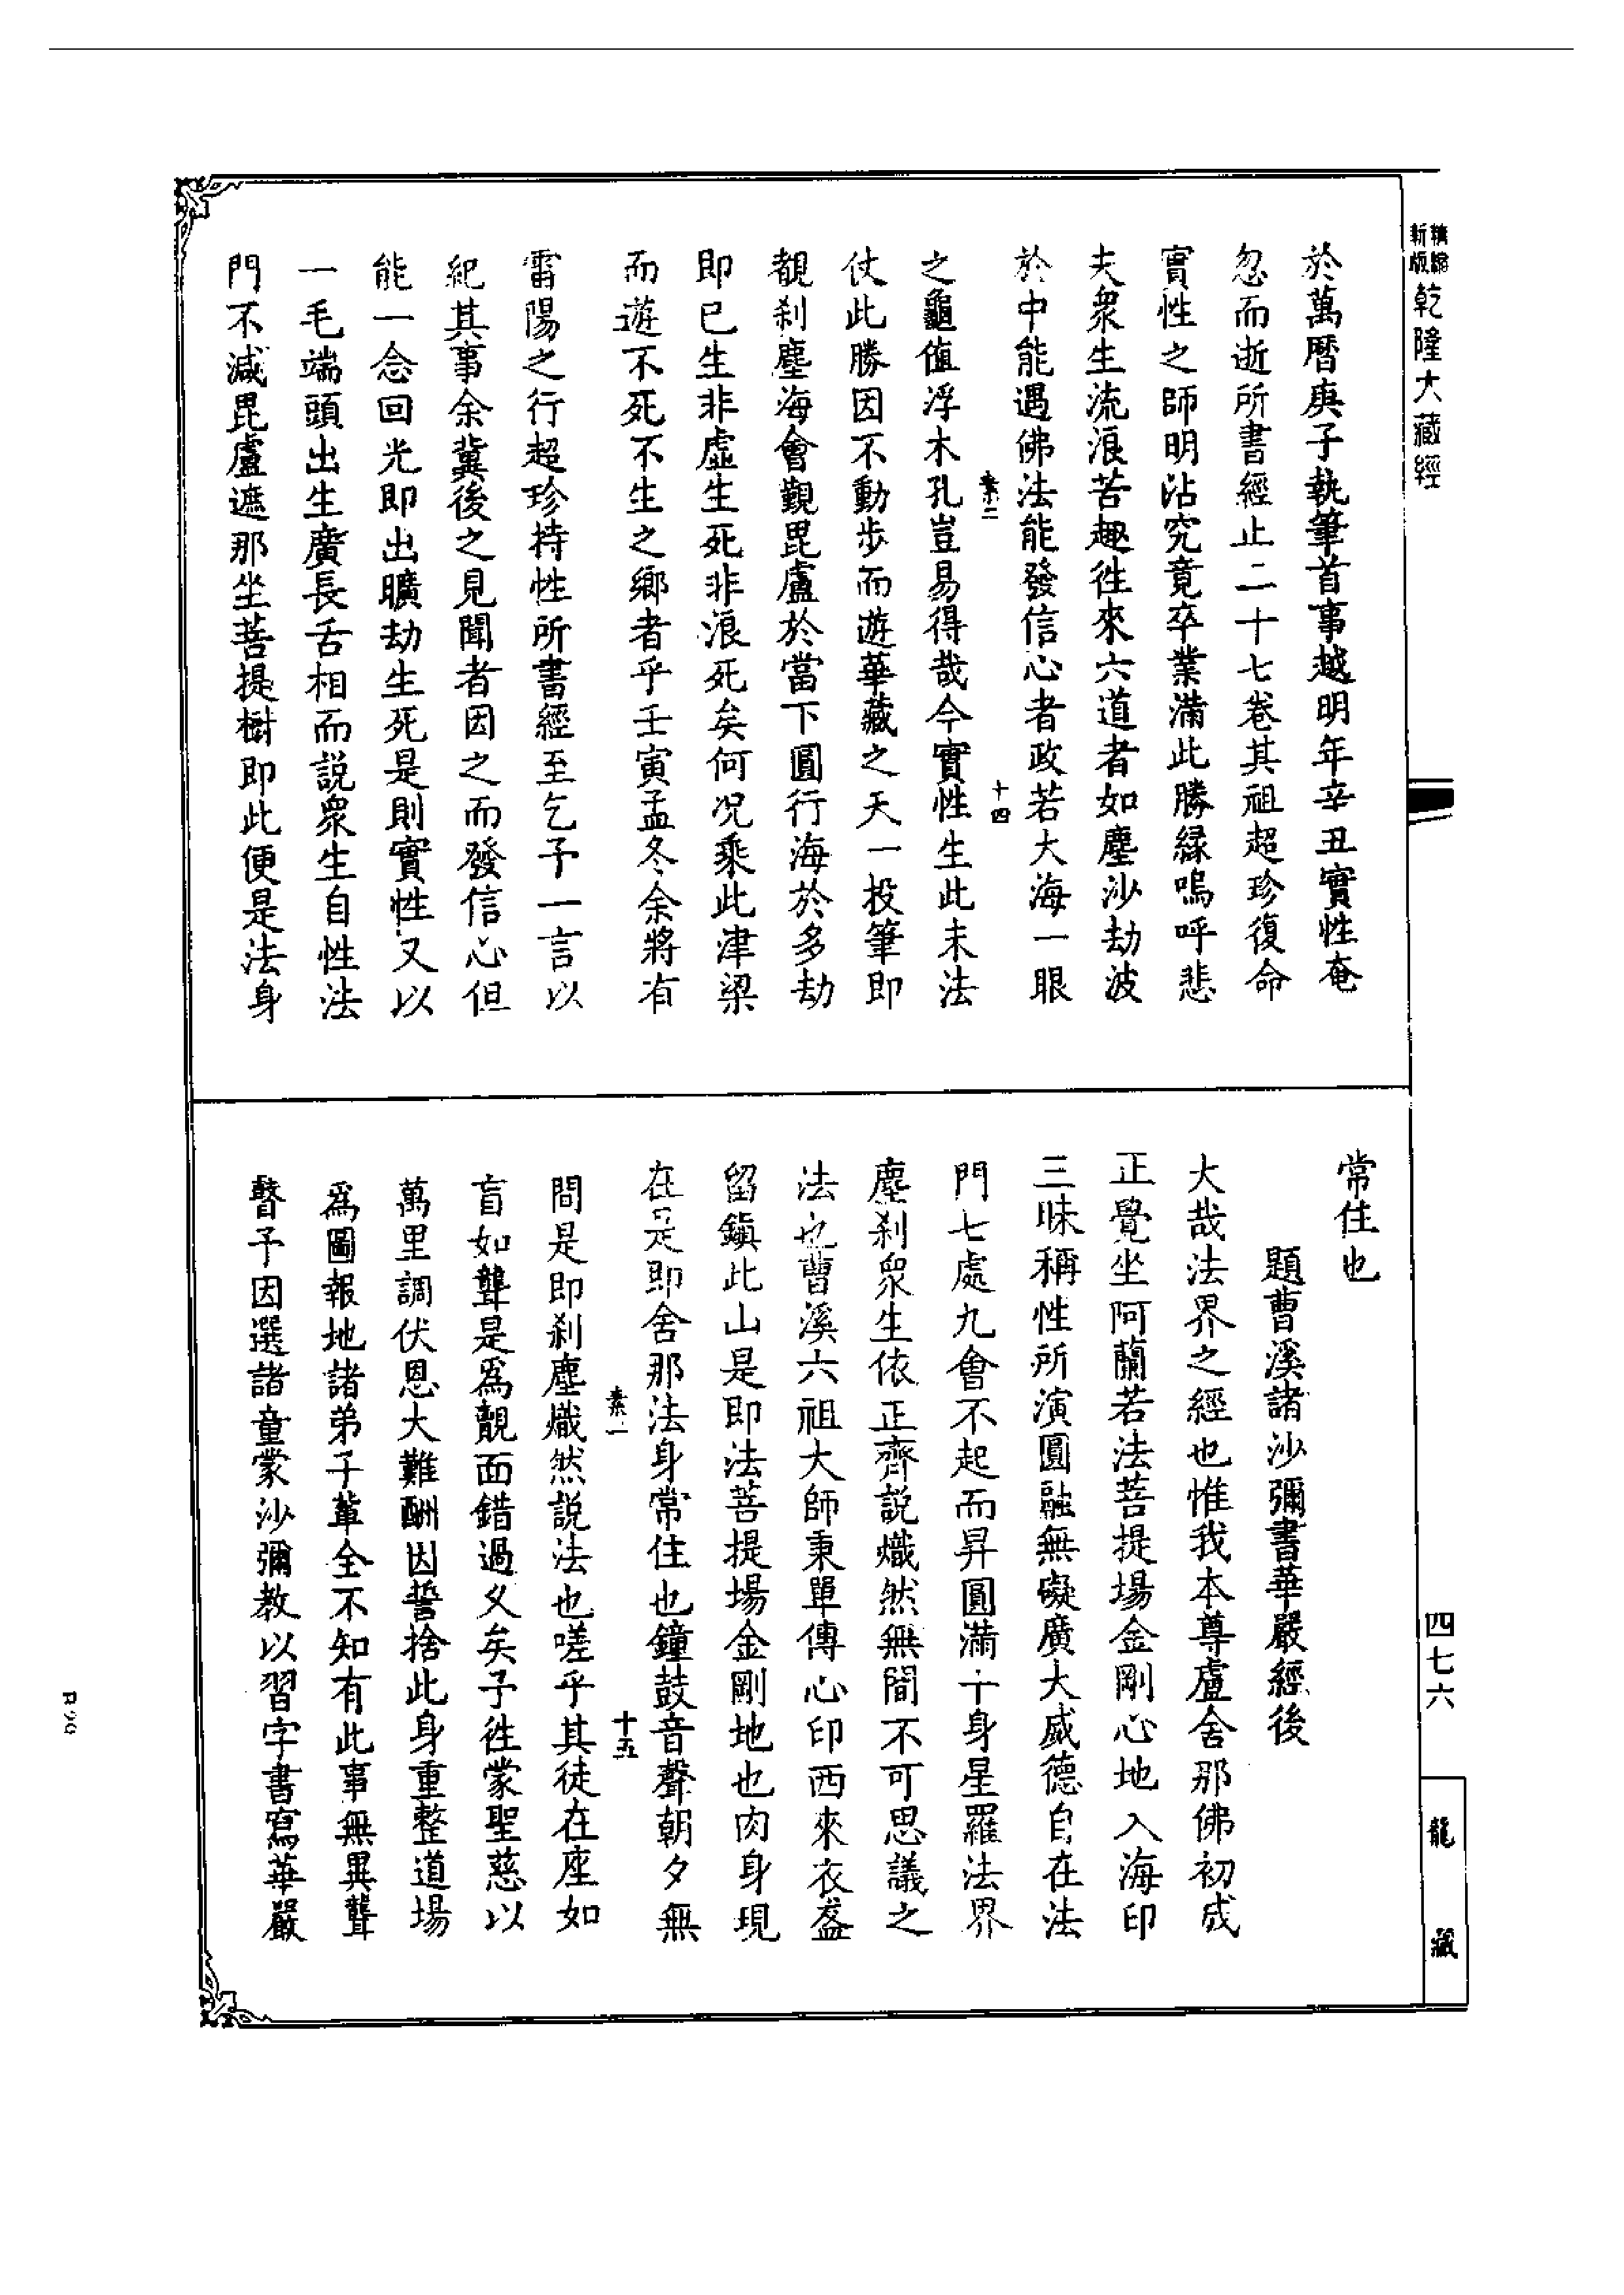 精縮
新版
乾隆大藏經
於萬曆庚子執筆首事越明年辛丑實性奄
忽而逝所書經止二十七卷其祖超珍復命
實性之師明沾究竟卒業滿此勝緣嗚呼悲
夫衆生流浪苦趣徃來六道者如塵沙劫波
於中能遇佛法能發信心者政若大海一眼
素二
十四
之龜值浮木孔豈易得哉今實性生此末法
仗此勝因不動步而遊華藏之天一投筆即
覩刹塵海會覲毘盧於當下圓行海於多劫
即已生非虛生死非浪死矣何況乘此津梁
而遊不死不生之鄉者乎壬寅孟冬余將有
雷陽之行超珍持性所書經至乞予一言以
紀其事余冀後之見聞者因之而發信心但
能一念回光即出曠劫生死是則實性又以
一毛端頭出生廣長舌相而説衆生自性法
門不減毘盧遮那坐菩提樹即此便是法身
常住也
題曹溪諸沙彌書華嚴經後
大哉法界之經也惟我本尊盧舍那佛初成
正覺坐阿蘭若法菩提場金剛心地入海印
三昧稱性所演圓融無礙廣大威德自在法
門七處九會不起而昇圓滿十身星羅法界
塵刹衆生依正齊説熾然無間不可思議之
法也曹溪六祖大師秉單傳心印西來衣盔
留鎭此山是即法菩提場金剛地也肉身現
在是即舍那法身常住也鐘鼓音聲朝夕無
素一
十五
間是即刹塵熾然説法也嗟乎其徒在座如
盲如聾是爲覿面錯過乆矣予徃蒙聖慈以
萬里調伏恩大難酬因誓捨此身重整道場
爲圖報地諸弟子輩全不知有此事無異聾
瞽予因選諸童蒙沙彌教以習字書寫華嚴
四七六
龍藏